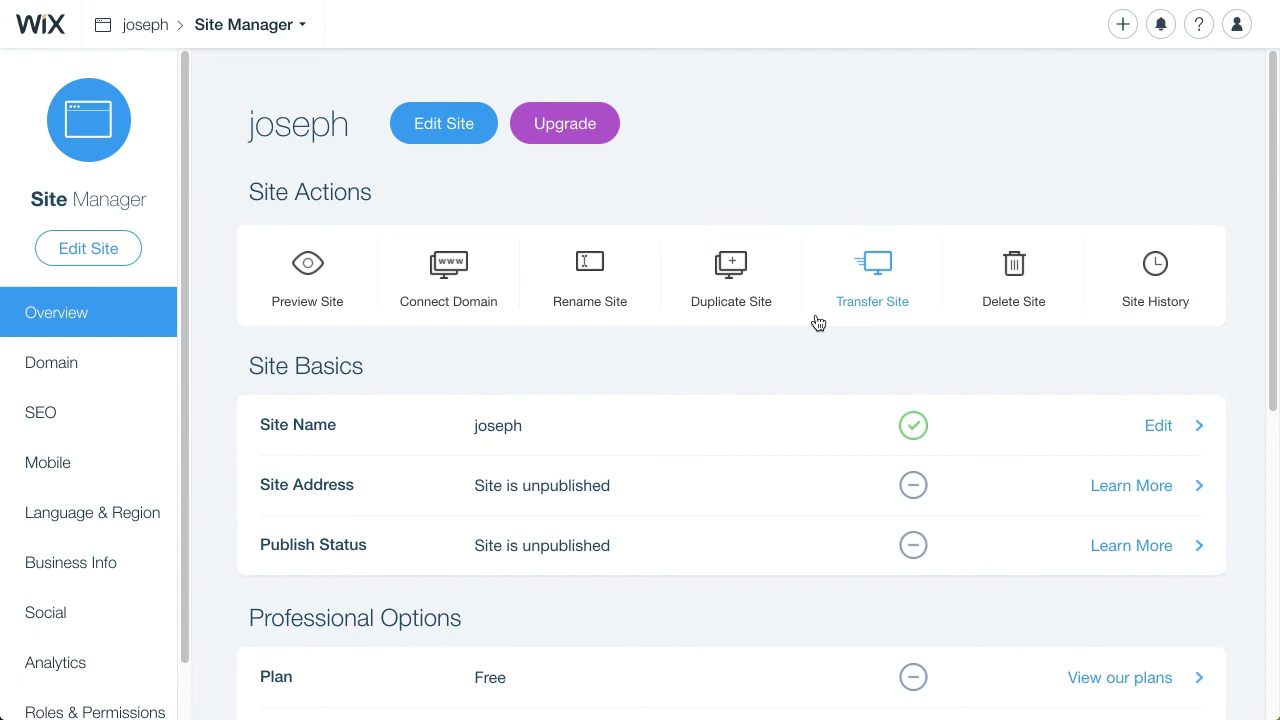 WiX
joseph > Site Manager
?
Site Manager
Edit Site
Overview
Domain
SEO
Mobile
Language & Region
Business Info
Social
Analytics
Roles & Permissions
joseph
Edit Site
Upgrade
Site Actions
Preview Site
www
Connect Domain
Rename Site
Duplicate Site
Transfer Site
Delete Site
Site History
Site Basics
Site Name joseph Edit >
Site Address Site is unpublished Learn More >
Publish Status Site is unpublished Learn More >
Professional Options
Plan Free View our plans >